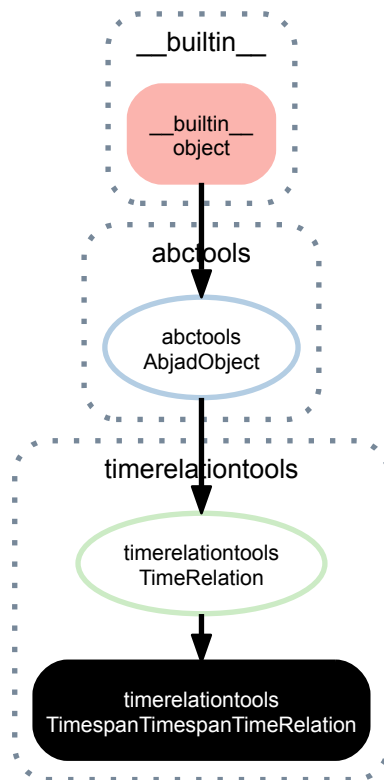 __builtin__
__builtin__
object
abctools
abctools
AbjadObject
timerelationtools
timerelationtools
TimeRelation
timerelationtools
TimespanTimespanTimeRelation